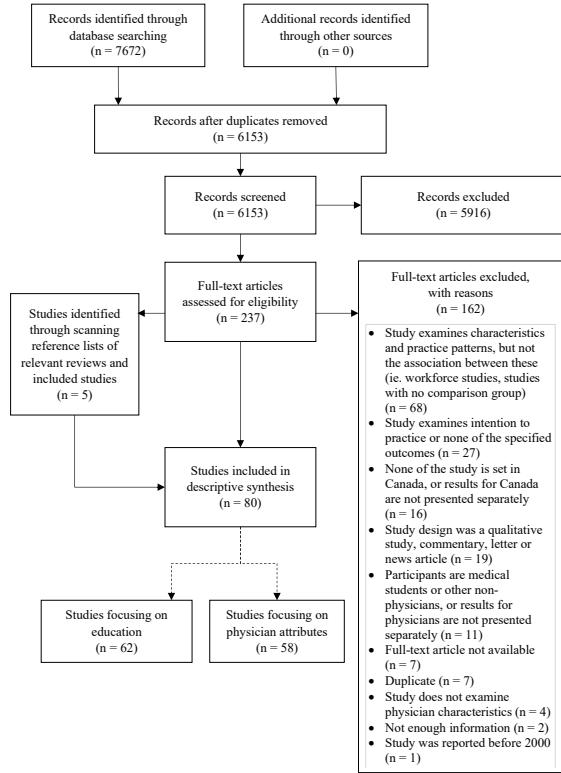 Records identified through
database searching
(n = 7672)
Additional records identified
through other sources
(n = 0)
Records after duplicates removed
(n = 6153)
Records screened
(n = 6153)
Records excluded
(n = 5916)
Full-text articles
assessed for eligibility
(n = 237)
Full-text articles excluded,
with reasons
(n = 162)
• Study examines characteristics
and practice patterns, but not
the association between these
(ie. workforce studies, studies
with no comparison group)
(n = 68)
• Study examines intention to
practice or none of the specified
outcomes (n = 27)
• None of the study is set in
Canada, or results for Canada
are not presented separately
(n = 16)
• Study design was a qualitative
study, commentary, letter or
news article (n = 19)
• Participants are medical
students or other non-
physicians, or results for
physicians are not presented
separately (n = 11)
• Full-text article not available
(n = 7)
• Duplicate (n = 7)
• Study does not examine
physician characteristics (n = 4)
• Not enough information (n = 2)
• Study was reported before 2000
(n = 1)
Studies identified
through scanning
reference lists of
relevant reviews and
included studies
(n = 5)
Studies included in
descriptive synthesis
(n = 80)
Studies focusing on
education
(n = 62)
Studies focusing on
physician attributes
(n = 58)